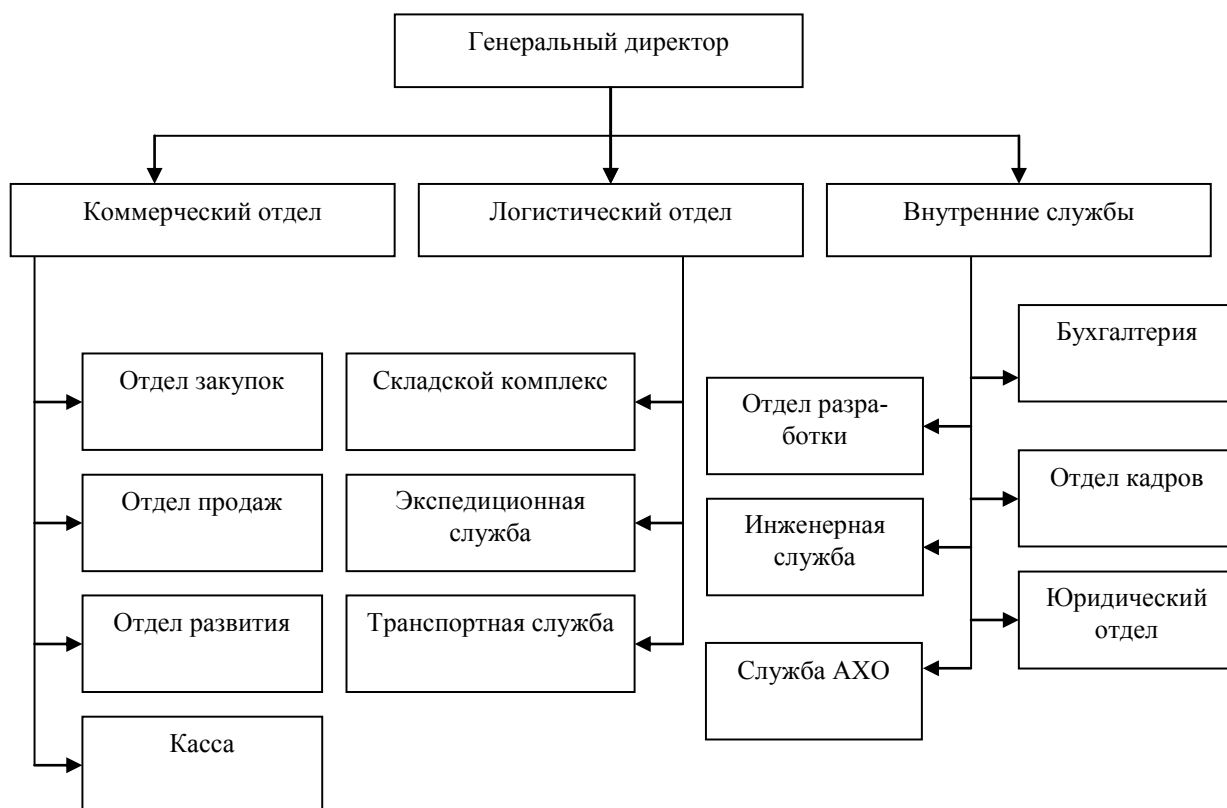 Генеральный директор
Коммерческий отдел
Логистический отдел
Внутренние службы
Отдел закупок
Отдел продаж
Отдел развития
Касса
Складской комплекс
Экспедиционная
служба
Транспортная служба
Отдел разра-
ботки
Инженерная
служба
Служба АХО
Бухгалтерия
Отдел кадров
Юридический
отдел